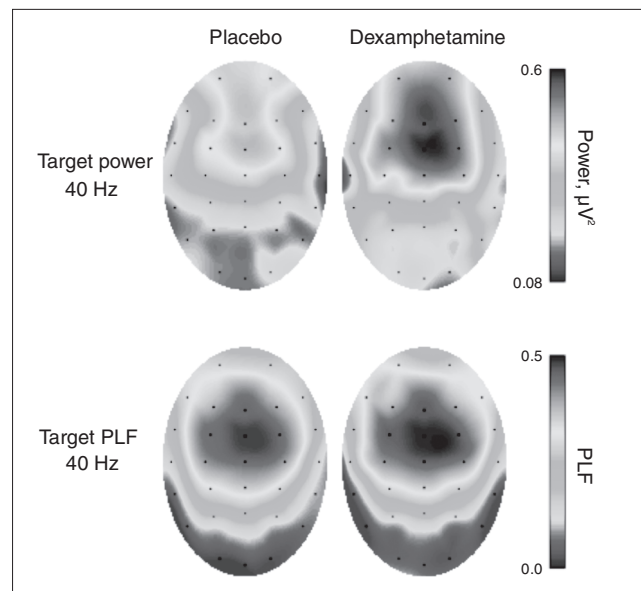 Placebo Dexamphetamine
Target power
40 Hz
0.6
Power, µV²
0.08
Target PLF
40 Hz
0.5
PLF
0.0